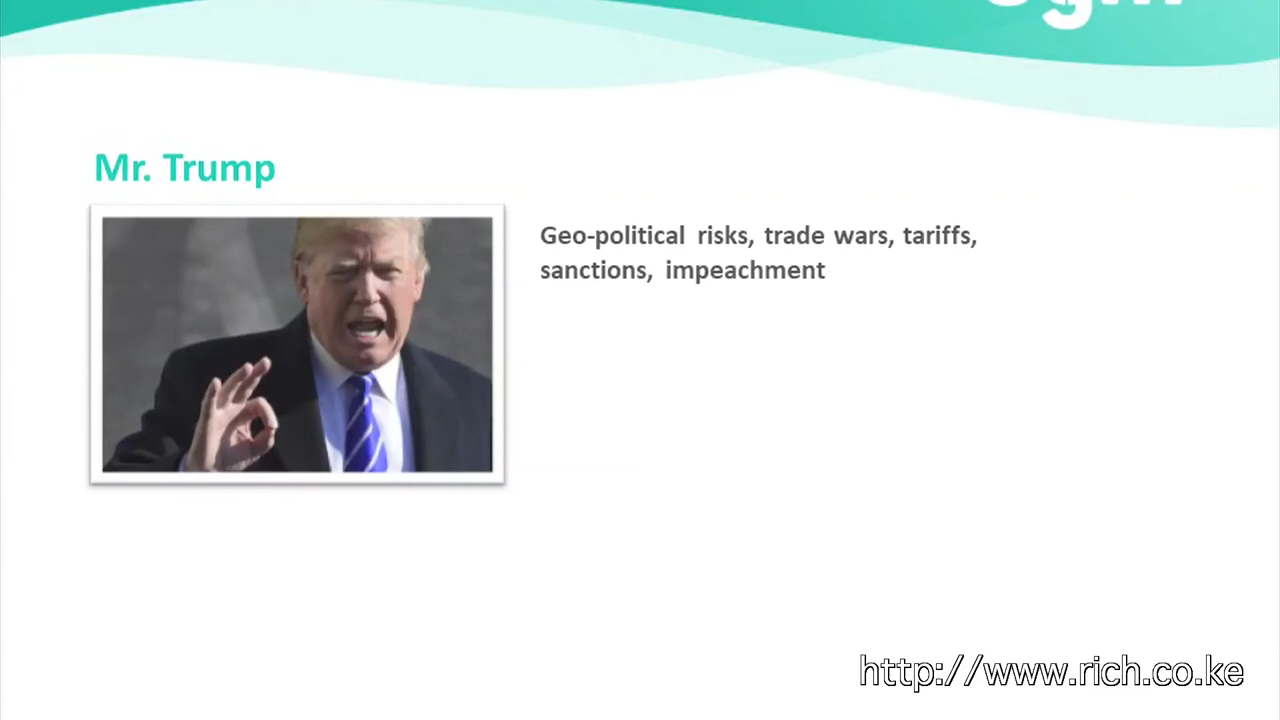 Mr. Trump
Geo-political risks, trade wars, tariffs,
sanctions, impeachment
http://www.rich.co.ke